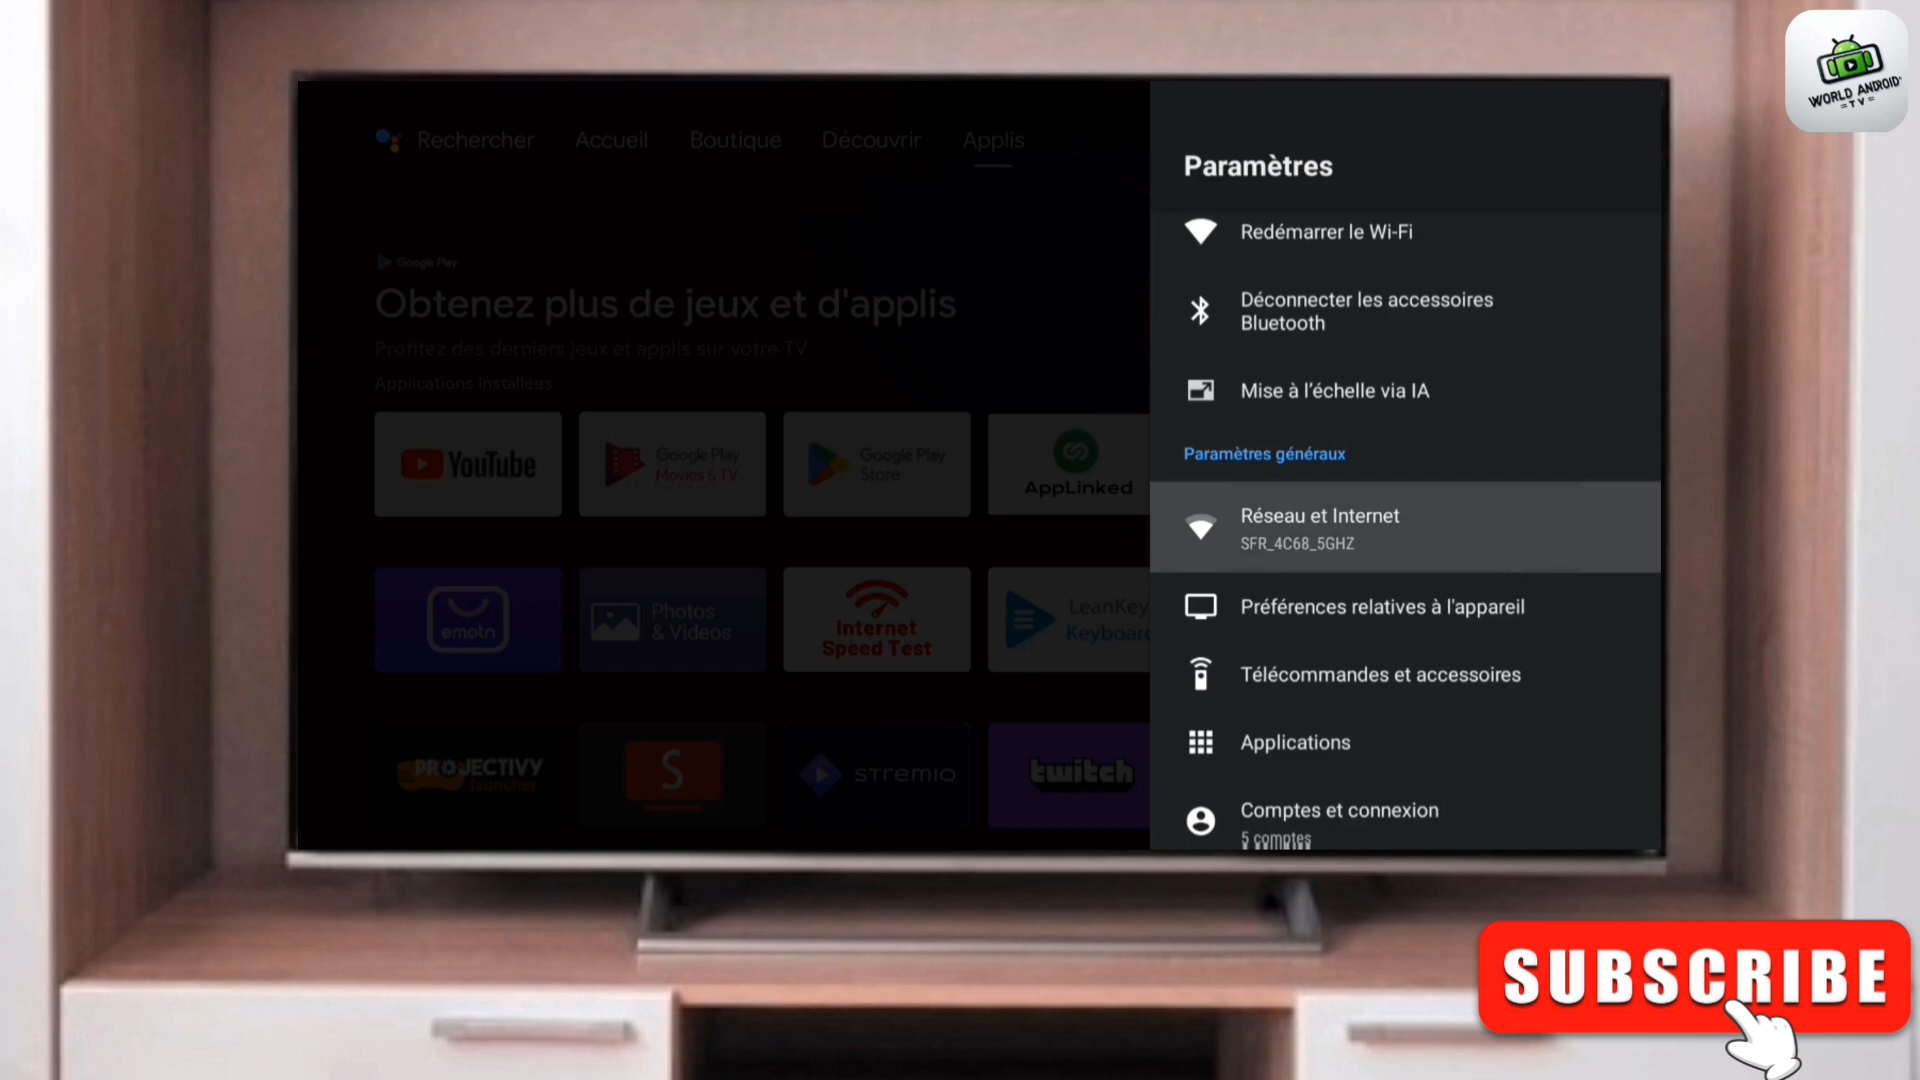 WORLD ANDROID
TV
Rechercher Accueil Boutique Découvrir Applis
Google Play
Obtenez plus de jeux et d'applis
Profitez des derniers jeux et applis sur votre TV
Applications installées
YouTube
Google Play
Movies & TV
Google Play
Store
AppLinked
emotn
Photos
& Videos
Internet
Speed Test
LeanKey
Keyboard
PROJECTIVY
launcher
S
STREMIO
twitch
Paramètres
Redémarrer le Wi-Fi
Déconnecter les accessoires
Bluetooth
Mise à l’échelle via IA
Paramètres généraux
Réseau et Internet
SFR_4C68_5GHZ
Préférences relatives à l'appareil
Télécommandes et accessoires
Applications
Comptes et connexion
5 comptes
SUBSCRIBE